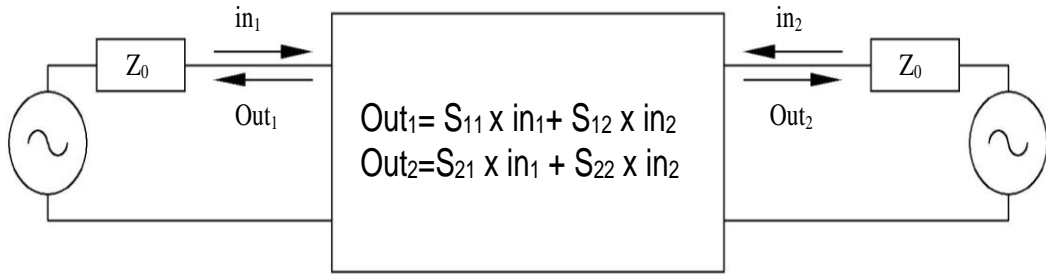 in₁
in₂
Z₀
Z₀
Out₁
Out₂
Out₁= S₁₁ x in₁+ S₁₂ x in₂
Out₂=S₂₁ x in₁ + S₂₂ x in₂